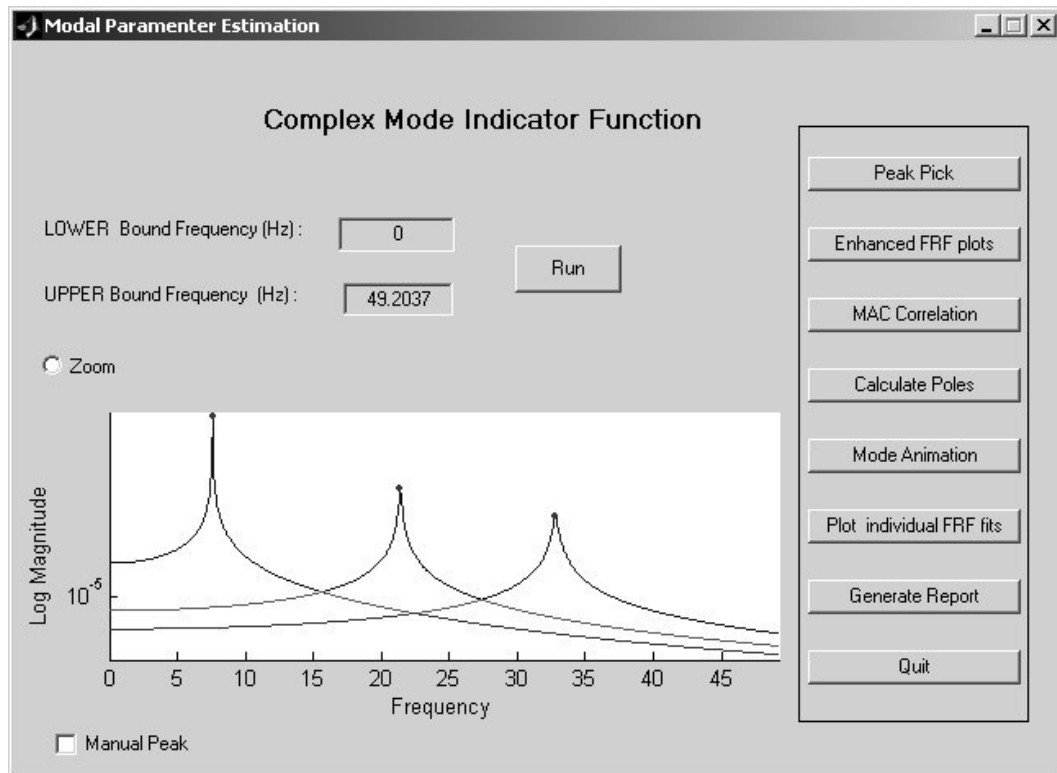 Modal Paramenter Estimation
Complex Mode Indicator Function
LOWER Bound Frequency (Hz) :
0
UPPER Bound Frequency (Hz) :
49.2037
Run
Zoom
Log Magnitude
10-5
0 5 10 15 20 25 30 35 40 45
Frequency
Manual Peak
Peak Pick
Enhanced FRF plots
MAC Correlation
Calculate Poles
Mode Animation
Plot individual FRF fits
Generate Report
Quit